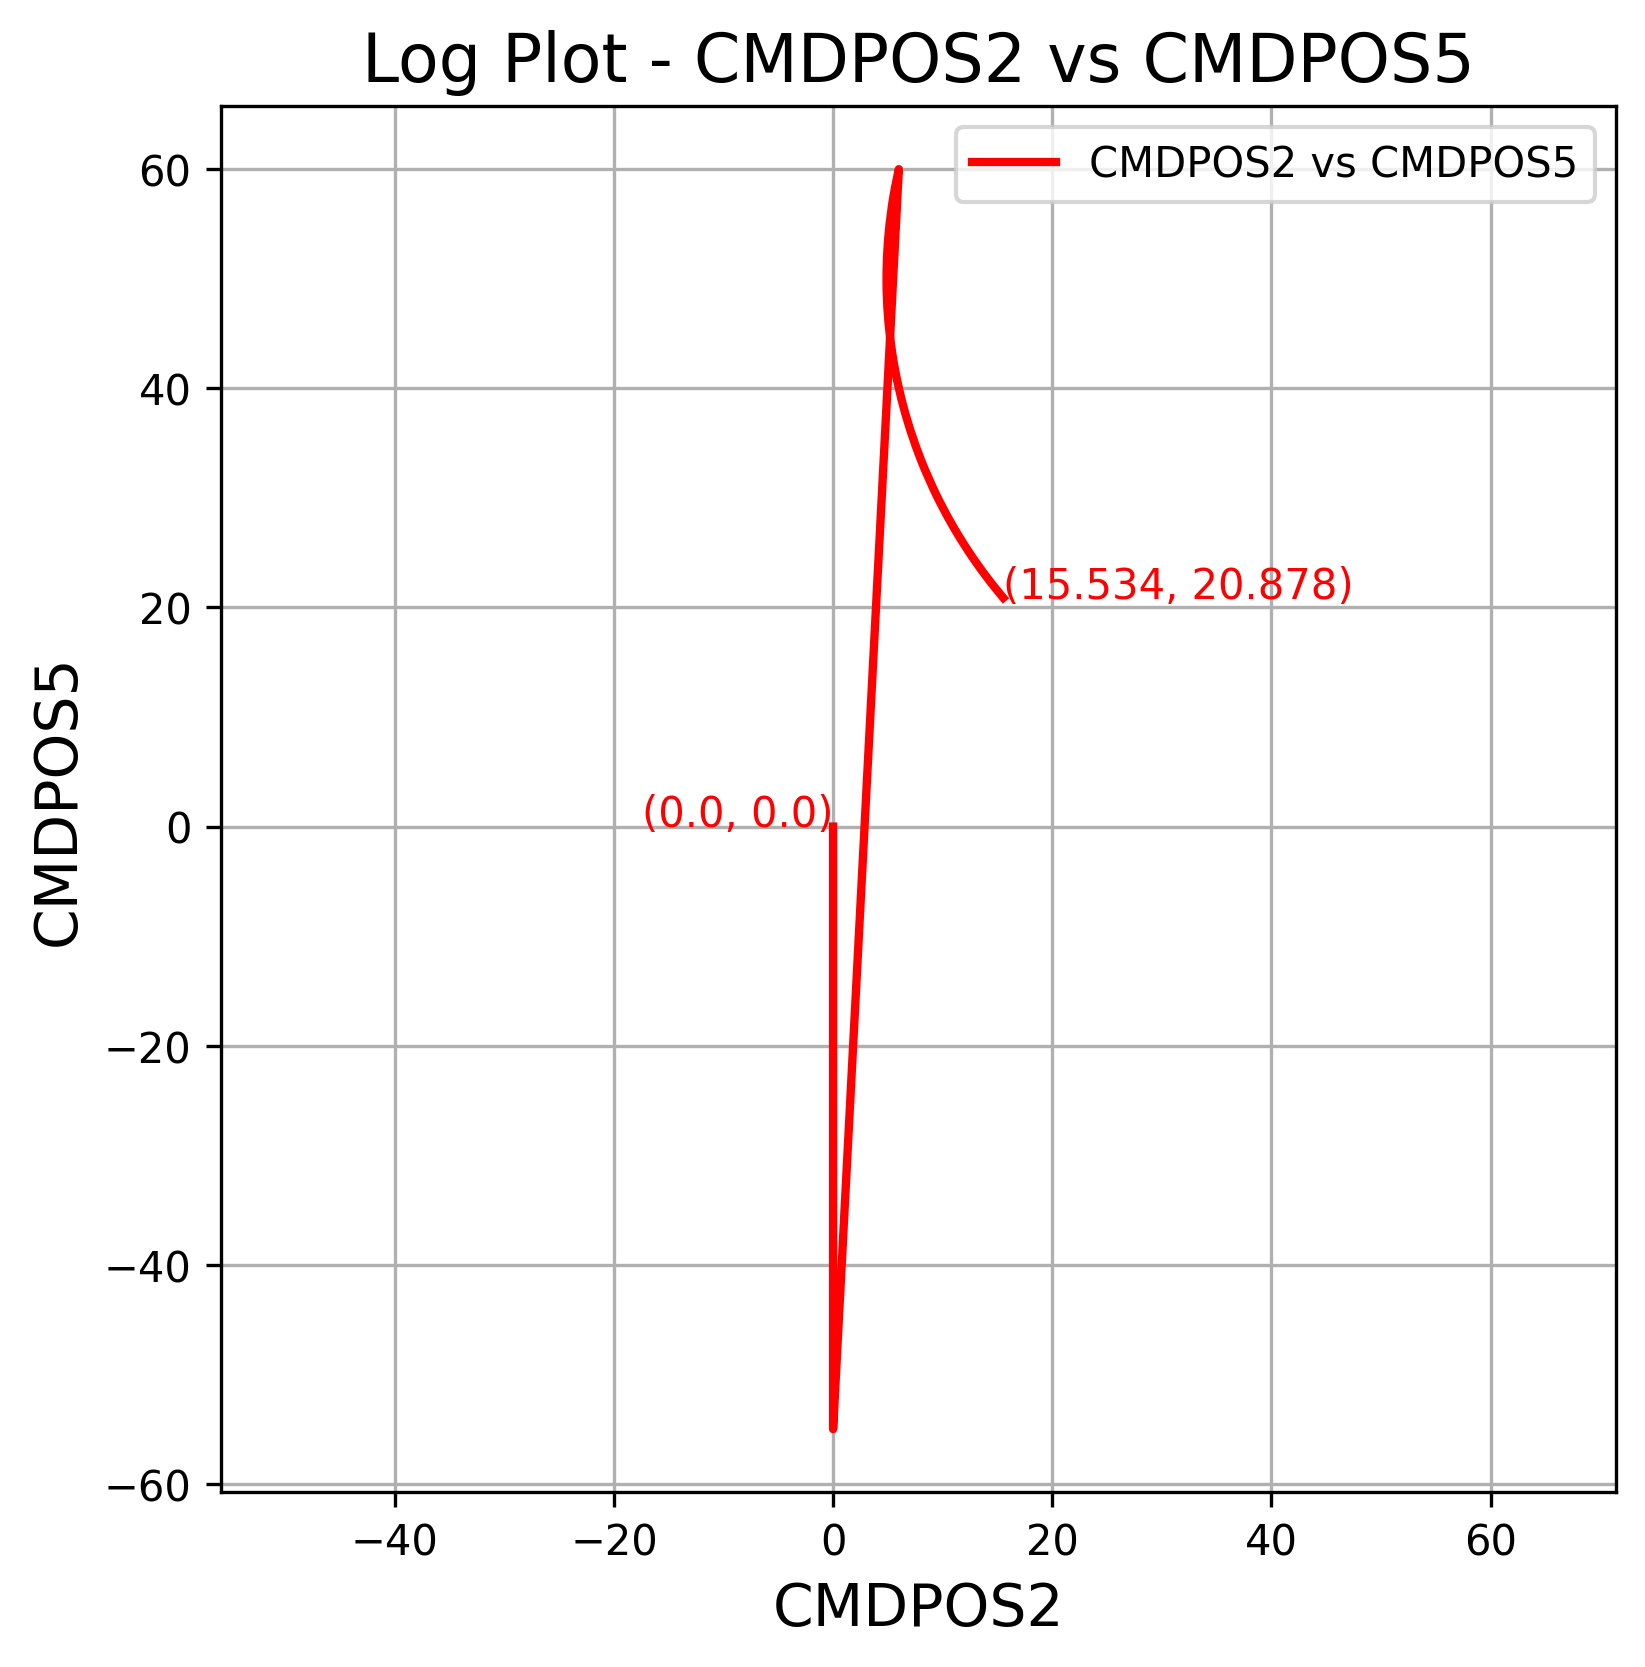 Log Plot - CMDPOS2 vs CMDPOS5
CMDPOS2 vs CMDPOS5
60
40
20
0
−20
−40
−60
CMDPOS5
(15.534, 20.878)
(0.0, 0.0)
−40 −20 0 20 40 60
CMDPOS2